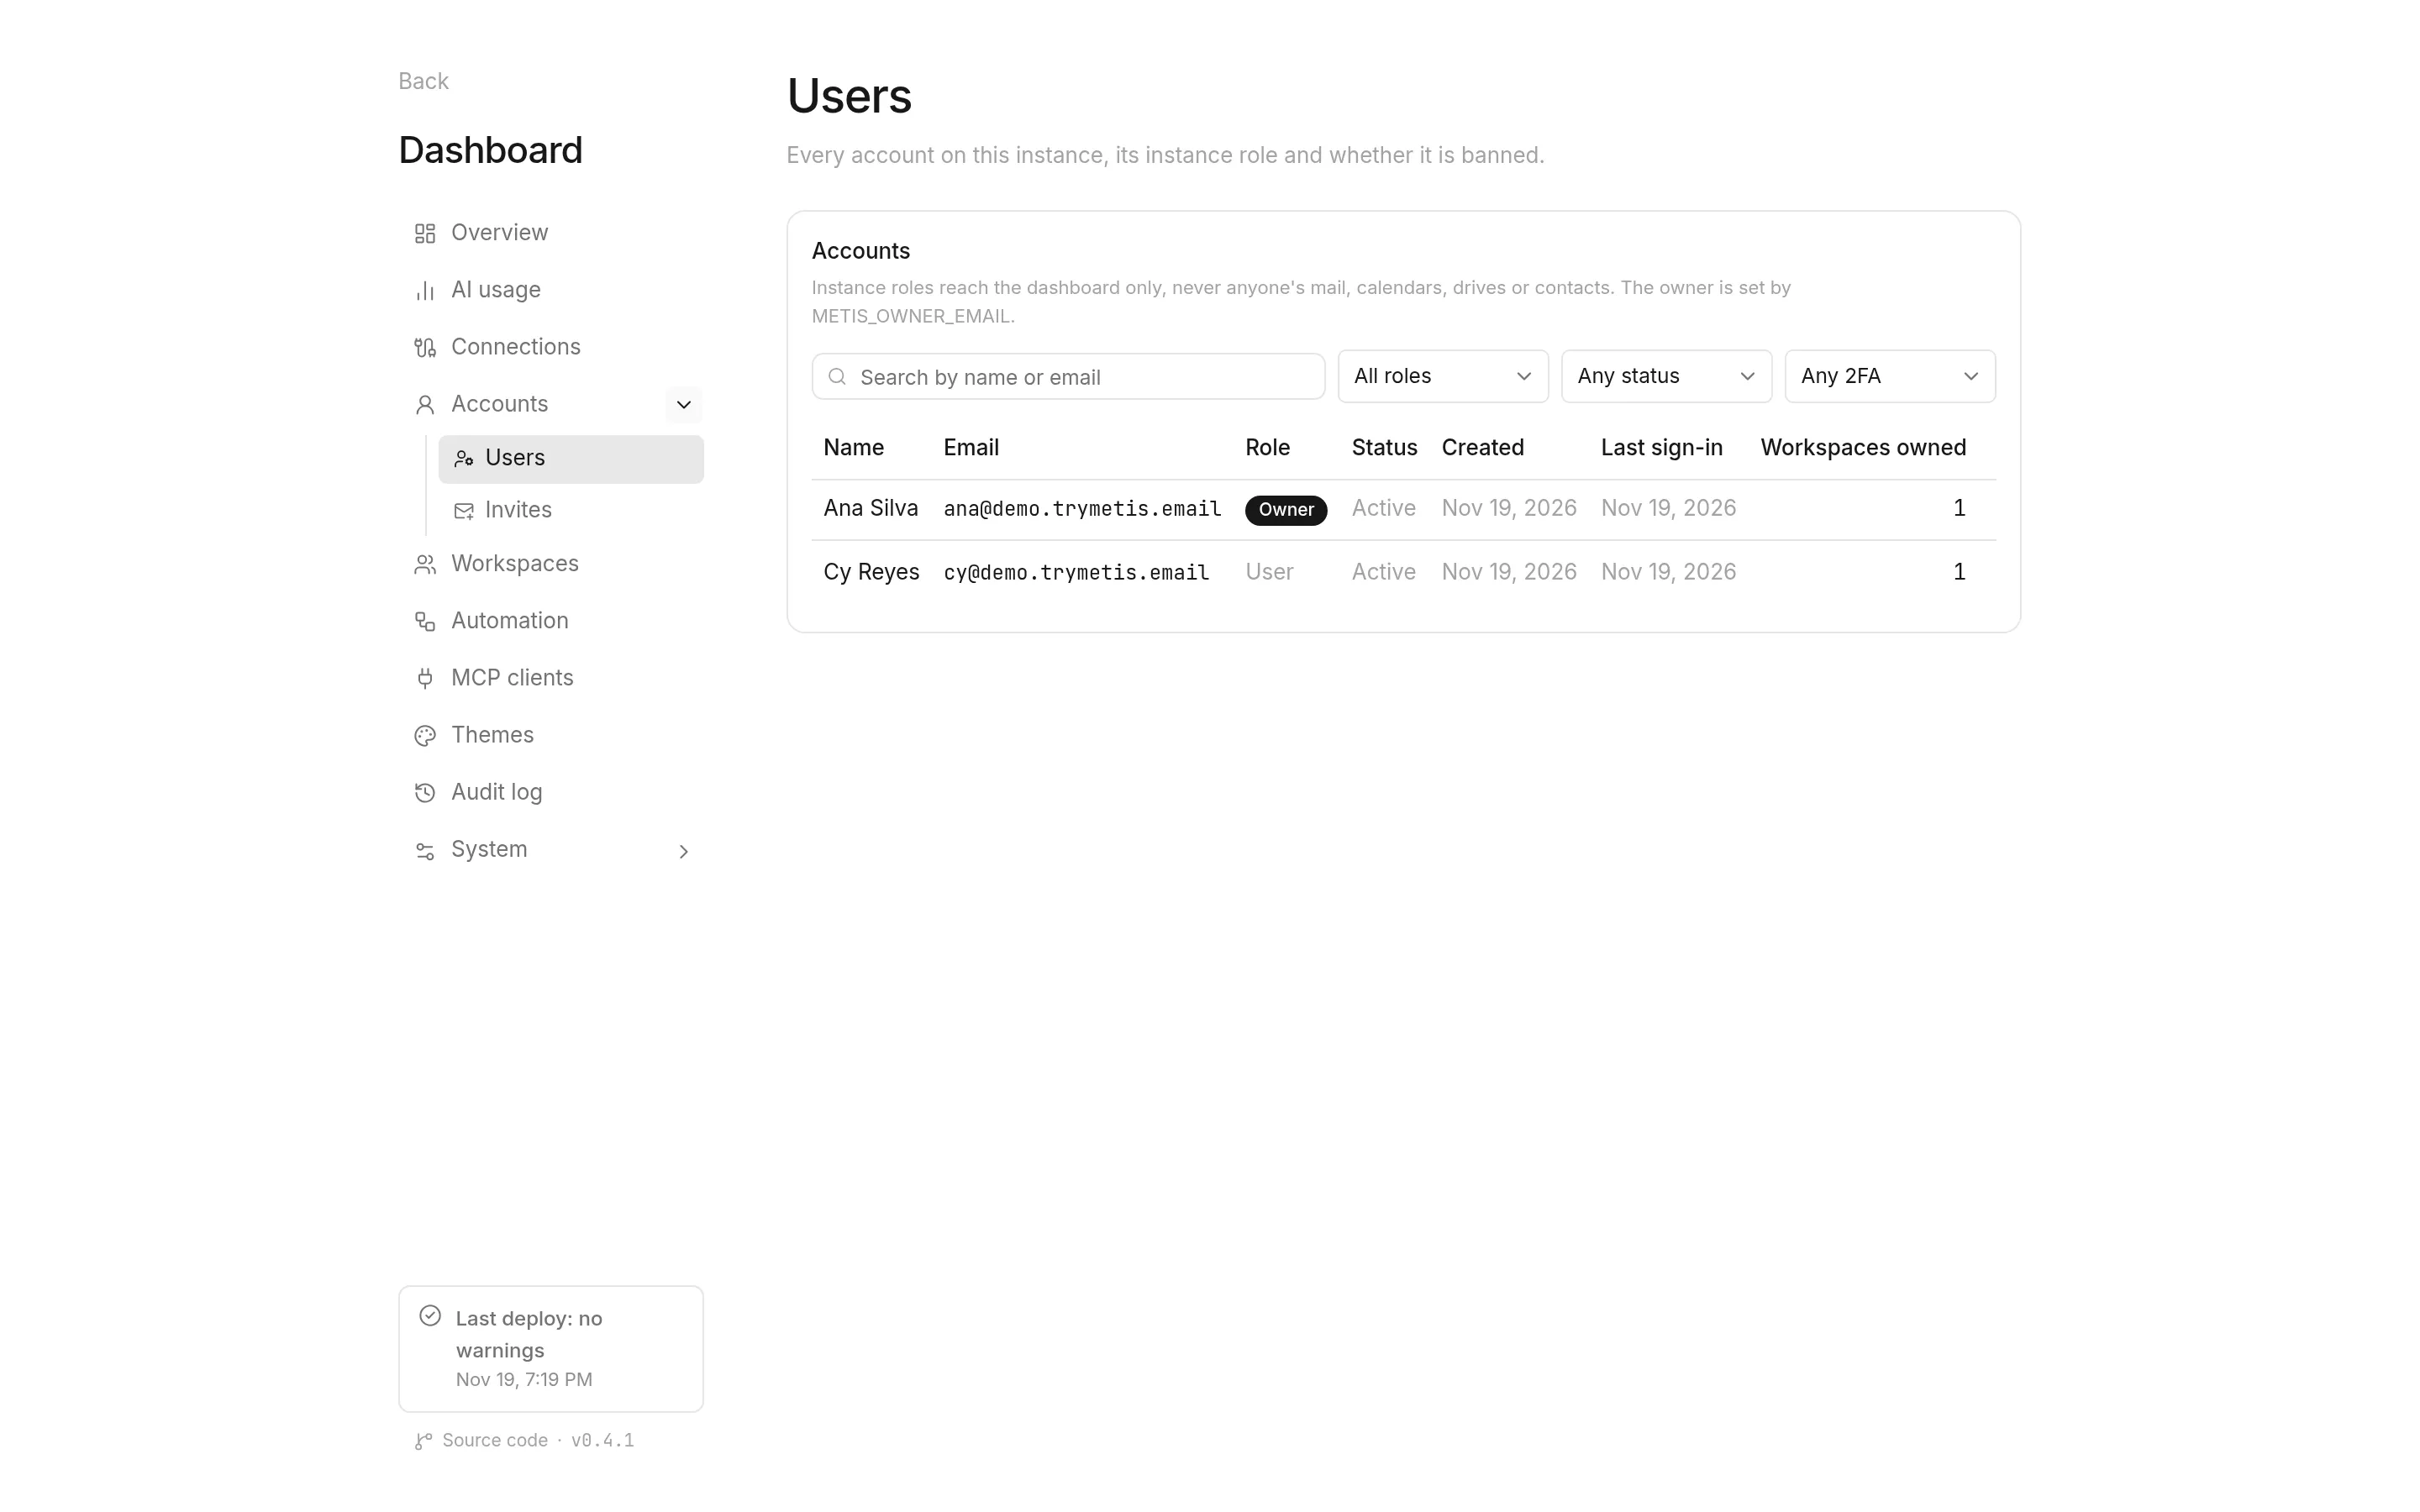 Back
Dashboard
Overview
AI usage
Connections
Accounts
Users
Invites
Workspaces
Automation
MCP clients
Themes
Audit log
System
Last deploy: no
warnings
Nov 19, 7:19 PM
Source code · v0.4.1
Users
Every account on this instance, its instance role and whether it is banned.
Accounts
Instance roles reach the dashboard only, never anyone's mail, calendars, drives or contacts. The owner is set by
METIS_OWNER_EMAIL.
Search by name or email All roles Any status Any 2FA
Name Email Role Status Created Last sign-in Workspaces owned
Ana Silva ana@demo.trymetis.email Owner Active Nov 19, 2026 Nov 19, 2026 1
Cy Reyes cy@demo.trymetis.email User Active Nov 19, 2026 Nov 19, 2026 1